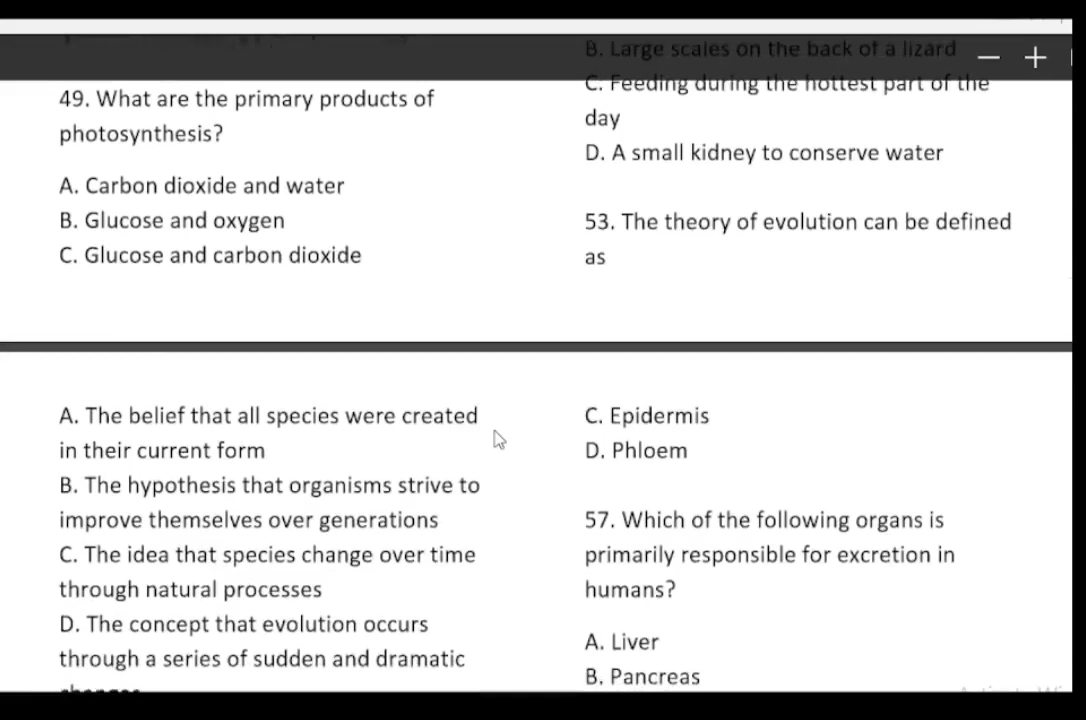 49. What are the primary products of
photosynthesis?
A. Carbon dioxide and water
B. Glucose and oxygen
C. Glucose and carbon dioxide
B. Large scales on the back of a lizard
C. Feeding during the hottest part of the
day
D. A small kidney to conserve water
53. The theory of evolution can be defined
as
A. The belief that all species were created
in their current form
B. The hypothesis that organisms strive to
improve themselves over generations
C. The idea that species change over time
through natural processes
D. The concept that evolution occurs
through a series of sudden and dramatic
C. Epidermis
D. Phloem
57. Which of the following organs is
primarily responsible for excretion in
humans?
A. Liver
B. Pancreas